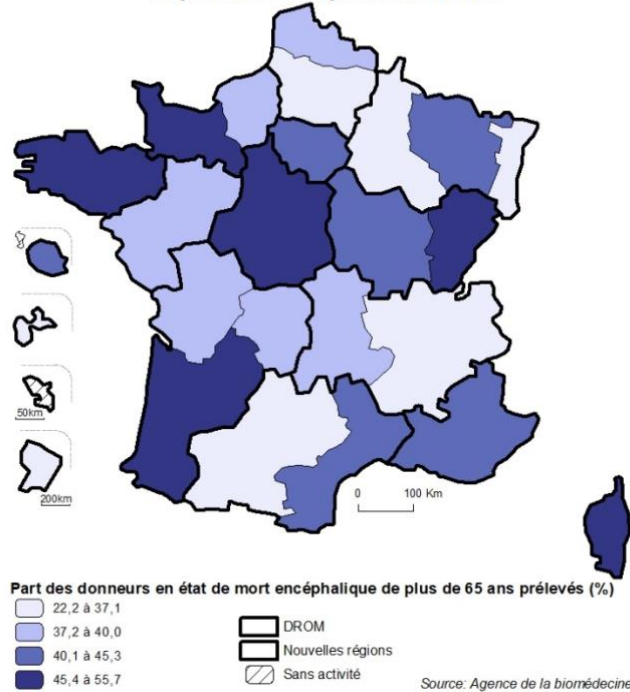 50km
200km
0 100 Km
Part des donneurs en état de mort encéphalique de plus de 65 ans prélevés (%)
22,2 à 37,1
37,2 à 40,0
40,1 à 45,3
45,4 à 55,7
DROM
Nouvelles régions
Sans activité
Source: Agence de la biomédecine